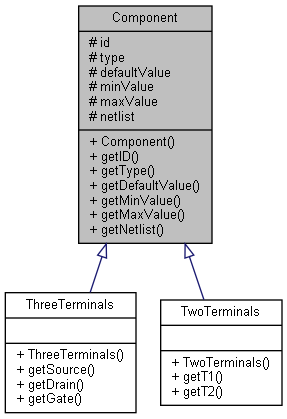 Component
# id
# type
# defaultValue
# minValue
# maxValue
# netlist
+ Component()
+ getID()
+ getType()
+ getDefaultValue()
+ getMinValue()
+ getMaxValue()
+ getNetlist()
ThreeTerminals
+ ThreeTerminals()
+ getSource()
+ getDrain()
+ getGate()
TwoTerminals
+ TwoTerminals()
+ getT1()
+ getT2()